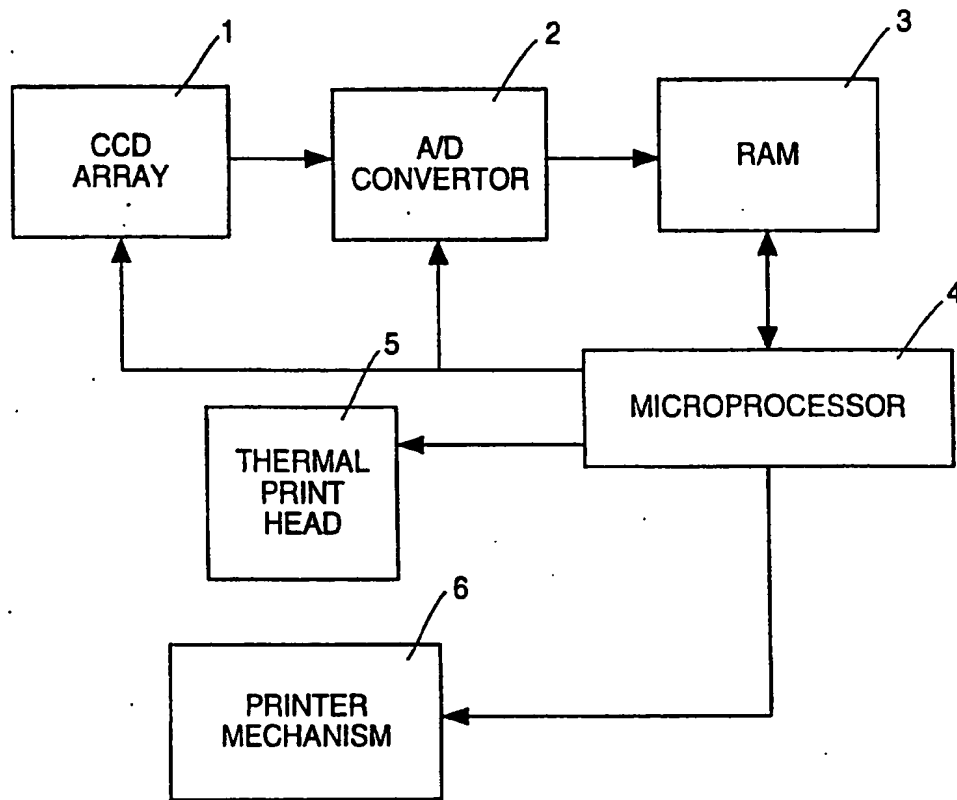 1
2
3
CCD
ARRAY
A/D
CONVERTOR
RAM
4
MICROPROCESSOR
5
THERMAL
PRINT
HEAD
6
PRINTER
MECHANISM